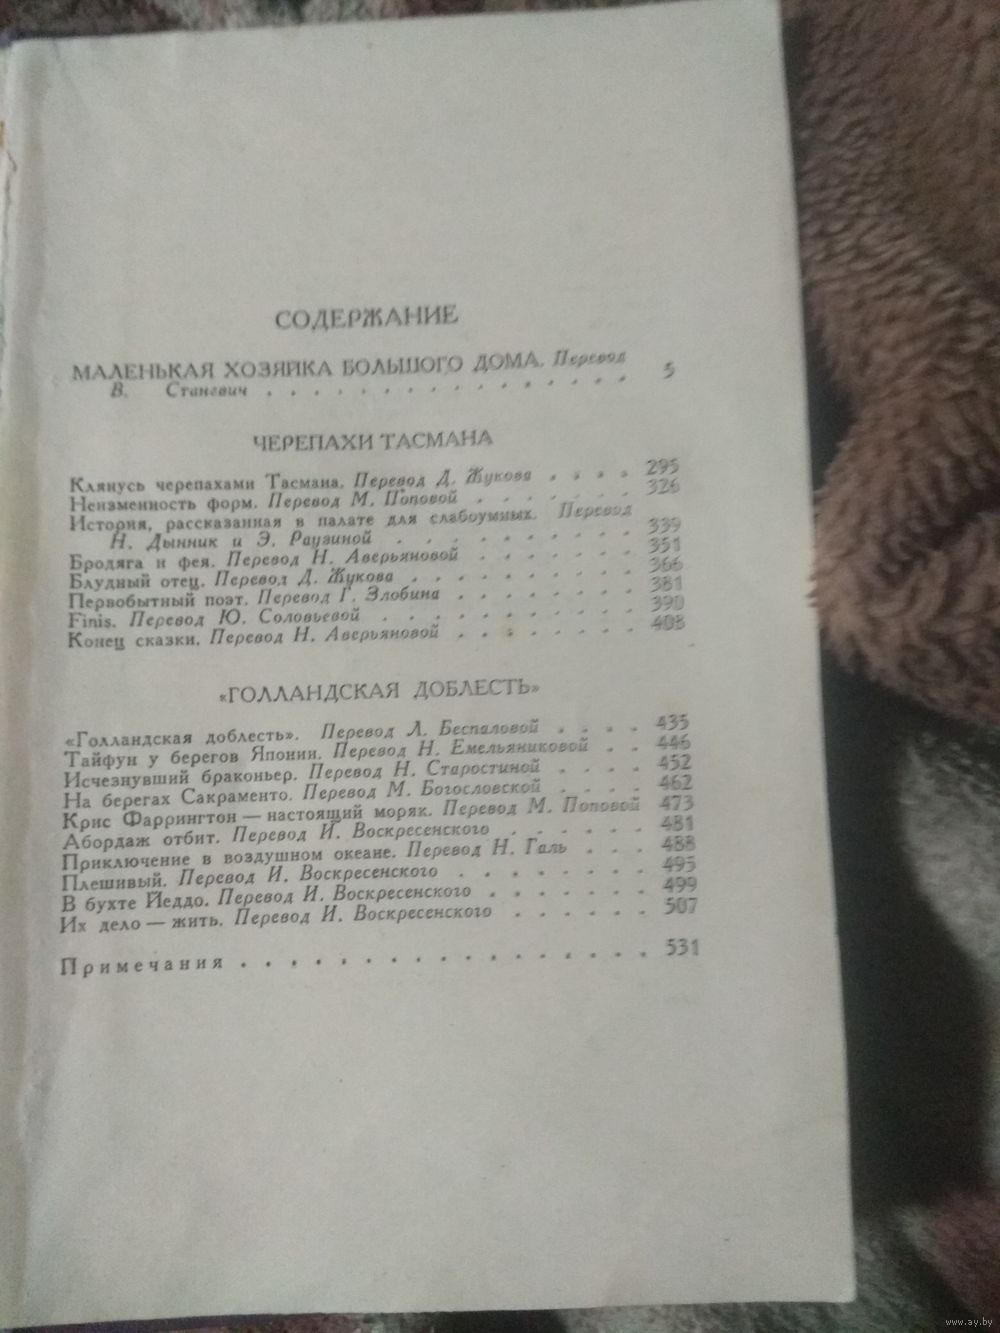 СОДЕРЖАНИЕ
МАЛЕНЬКАЯ ХОЗЯЙКА БОЛЬШОГО ДОМА. Перевод
В. Станевич . . . . . . . . . . . . . . 5
ЧЕРЕПАХИ ТАСМАНА
Клянусь черепахами Тасмана. Перевод Д. Жукова . . . . 295
Неизменность форм. Перевод М. Поповой . . . . . . 326
История, рассказанная в палате для слабоумных. Перевод
Н. Дынник и Э. Раузиной . . . . . . . . . 339
Бродяга и фея. Перевод Н. Аверьяновой . . . . . . 351
Блудный отец. Перевод Д. Жукова . . . . . . . . 366
Первобытный поэт. Перевод Г. Злобина . . . . . . 381
Finis. Перевод Ю. Соловьевой . . . . . . . . . 390
Конец сказки. Перевод Н. Аверьяновой . . . . . . . 408
«ГОЛЛАНДСКАЯ ДОБЛЕСТЬ»
«Голландская доблесть». Перевод Л. Беспаловой . . . . 435
Тайфун у берегов Японии. Перевод Н. Емельяниковой . . 446
Исчезнувший браконьер. Перевод Н. Старостиной . . . . 452
На берегах Сакраменто. Перевод М. Богословской . . . . 462
Крис Фаррингтон — настоящий моряк. Перевод М. Поповой 473
Абордаж отбит. Перевод И. Воскресенского . . . . . 481
Приключение в воздушном океане. Перевод Н. Галь . . . 488
Плешивый. Перевод И. Воскресенского . . . . . . . 495
В бухте Йеддо. Перевод И. Воскресенского . . . . . . 499
Их дело — жить. Перевод И. Воскресенского . . . . . . 507
Примечания . . . . . . . . . . . . . . . . . 531
www.ay.by